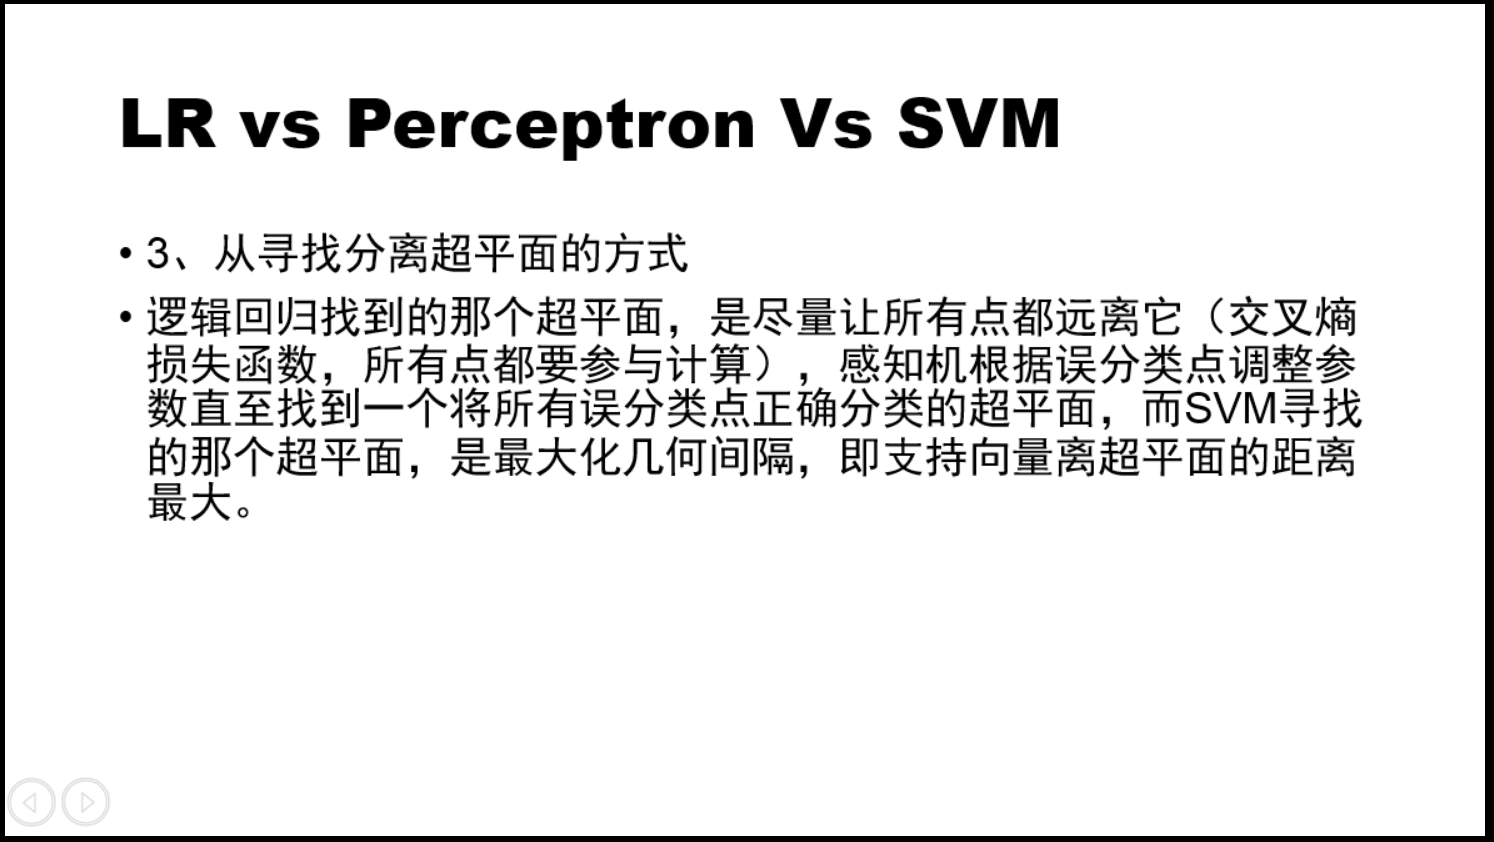 LR vs Perceptron Vs SVM
• 3、从寻找分离超平面的方式
• 逻辑回归找到的那个超平面，是尽量让所有点都远离它（交叉熵
损失函数，所有点都要参与计算），感知机根据误分类点调整参
数直至找到一个将所有误分类点正确分类的超平面，而SVM寻找
的那个超平面，是最大化几何间隔，即支持向量离超平面的距离
最大。